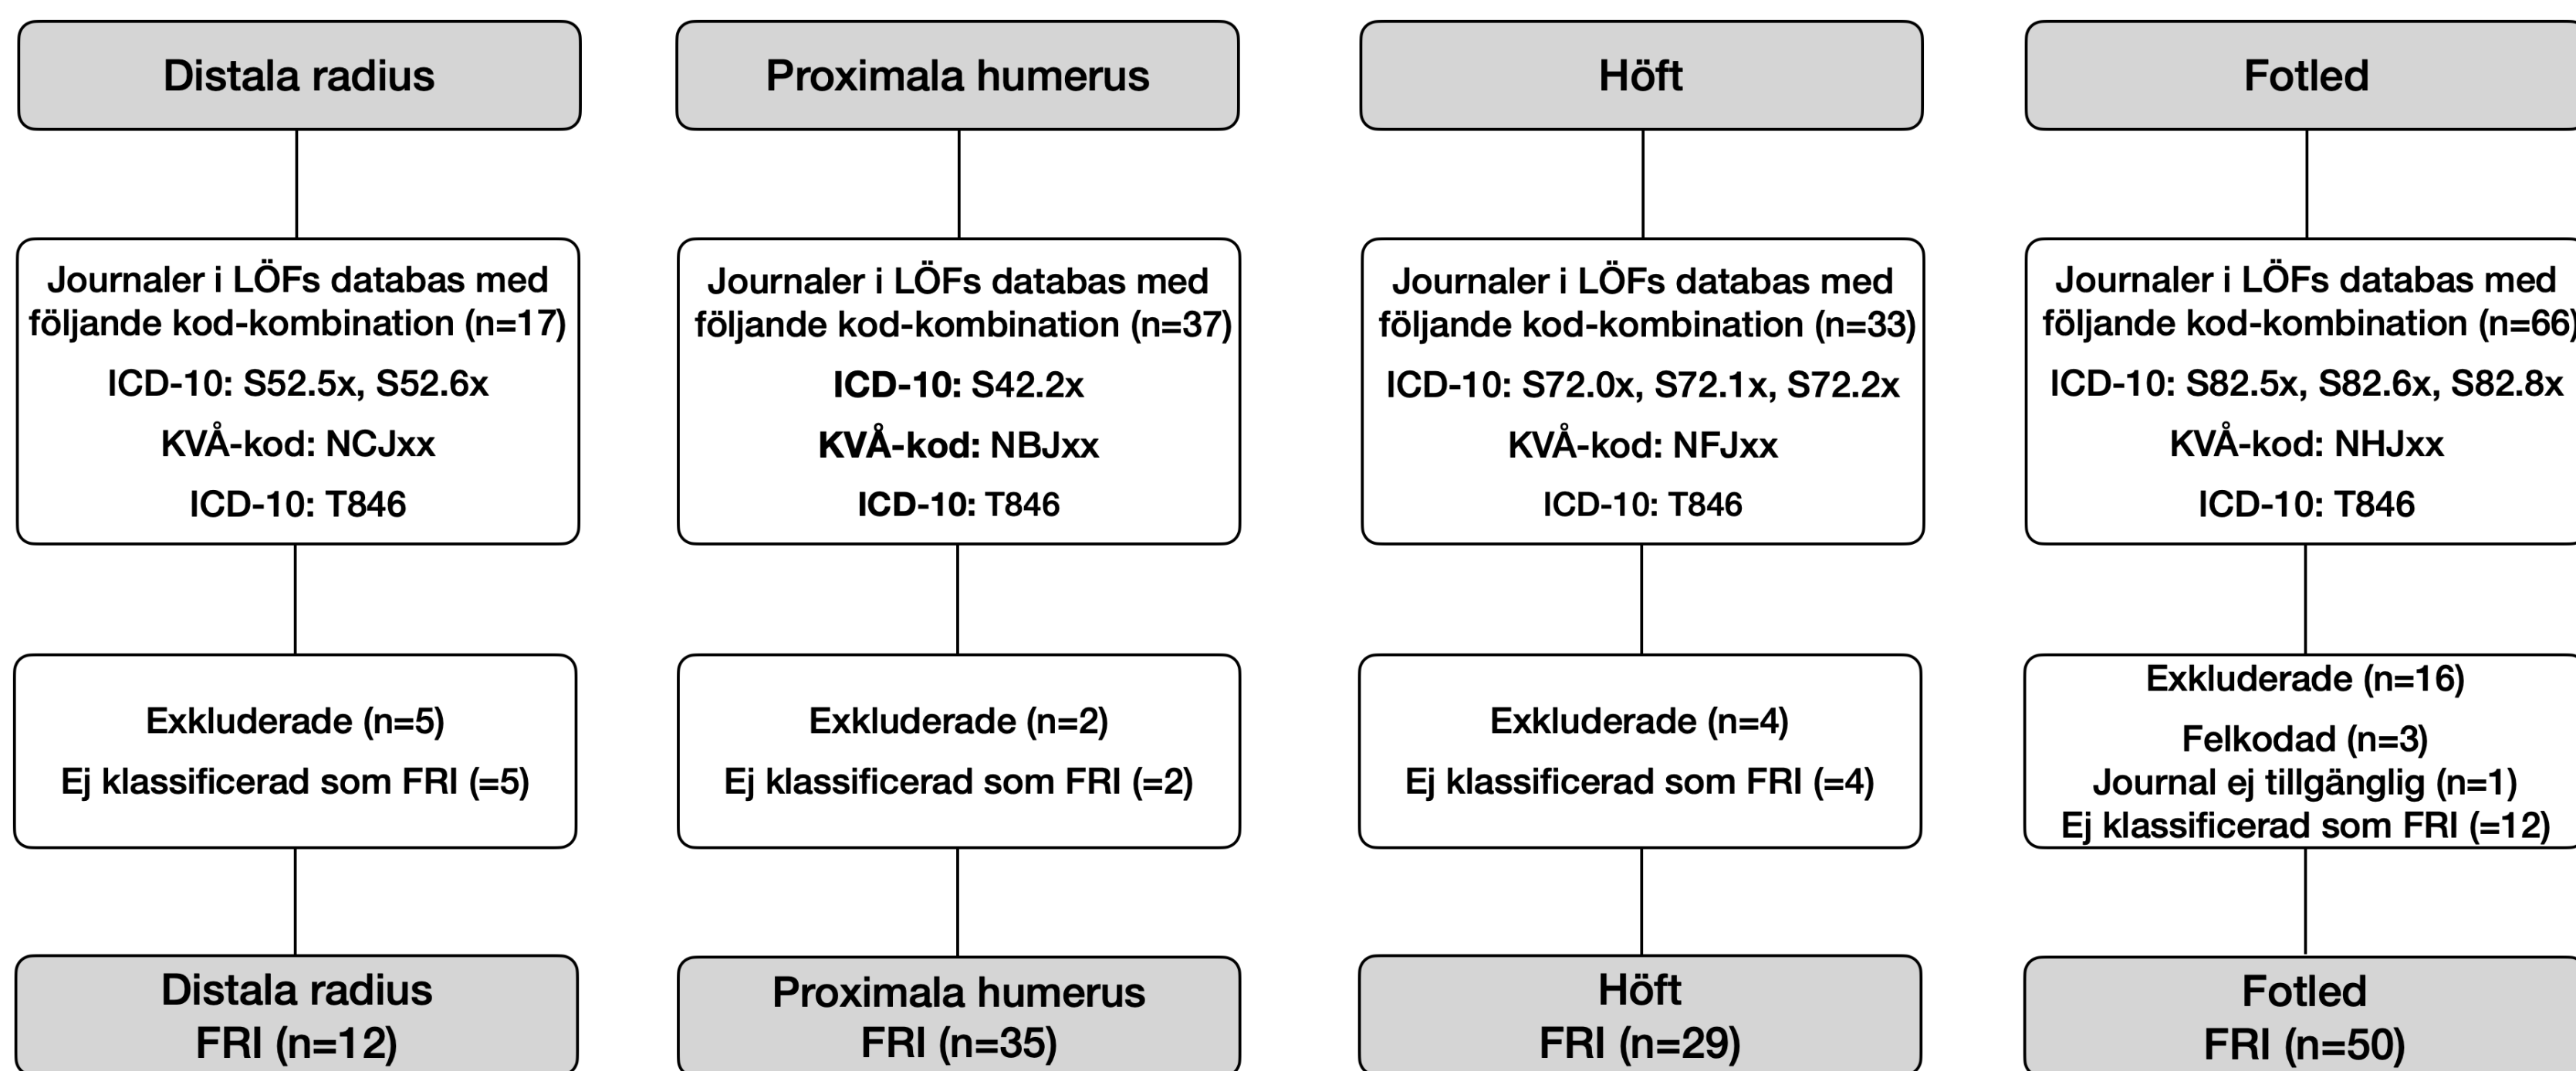 Distala radius
Journaler i LÖFs databas med
följande kod-kombination (n=17)
ICD-10: S52.5x, S52.6x
KVÅ-kod: NCJxx
ICD-10: T846
Exkluderade (n=5)
Ej klassificerad som FRI (=5)
Distala radius
FRI (n=12)
Proximala humerus
Journaler i LÖFs databas med
följande kod-kombination (n=37)
ICD-10: S42.2x
KVÅ-kod: NBJxx
ICD-10: T846
Exkluderade (n=2)
Ej klassificerad som FRI (=2)
Proximala humerus
FRI (n=35)
Höft
Journaler i LÖFs databas med
följande kod-kombination (n=33)
ICD-10: S72.0x, S72.1x, S72.2x
KVÅ-kod: NFJxx
ICD-10: T846
Exkluderade (n=4)
Ej klassificerad som FRI (=4)
Höft
FRI (n=29)
Fotled
Journaler i LÖFs databas med
följande kod-kombination (n=66)
ICD-10: S82.5x, S82.6x, S82.8x
KVÅ-kod: NHJxx
ICD-10: T846
Exkluderade (n=16)
Felkodad (n=3)
Journal ej tillgänglig (n=1)
Ej klassificerad som FRI (=12)
Fotled
FRI (n=50)